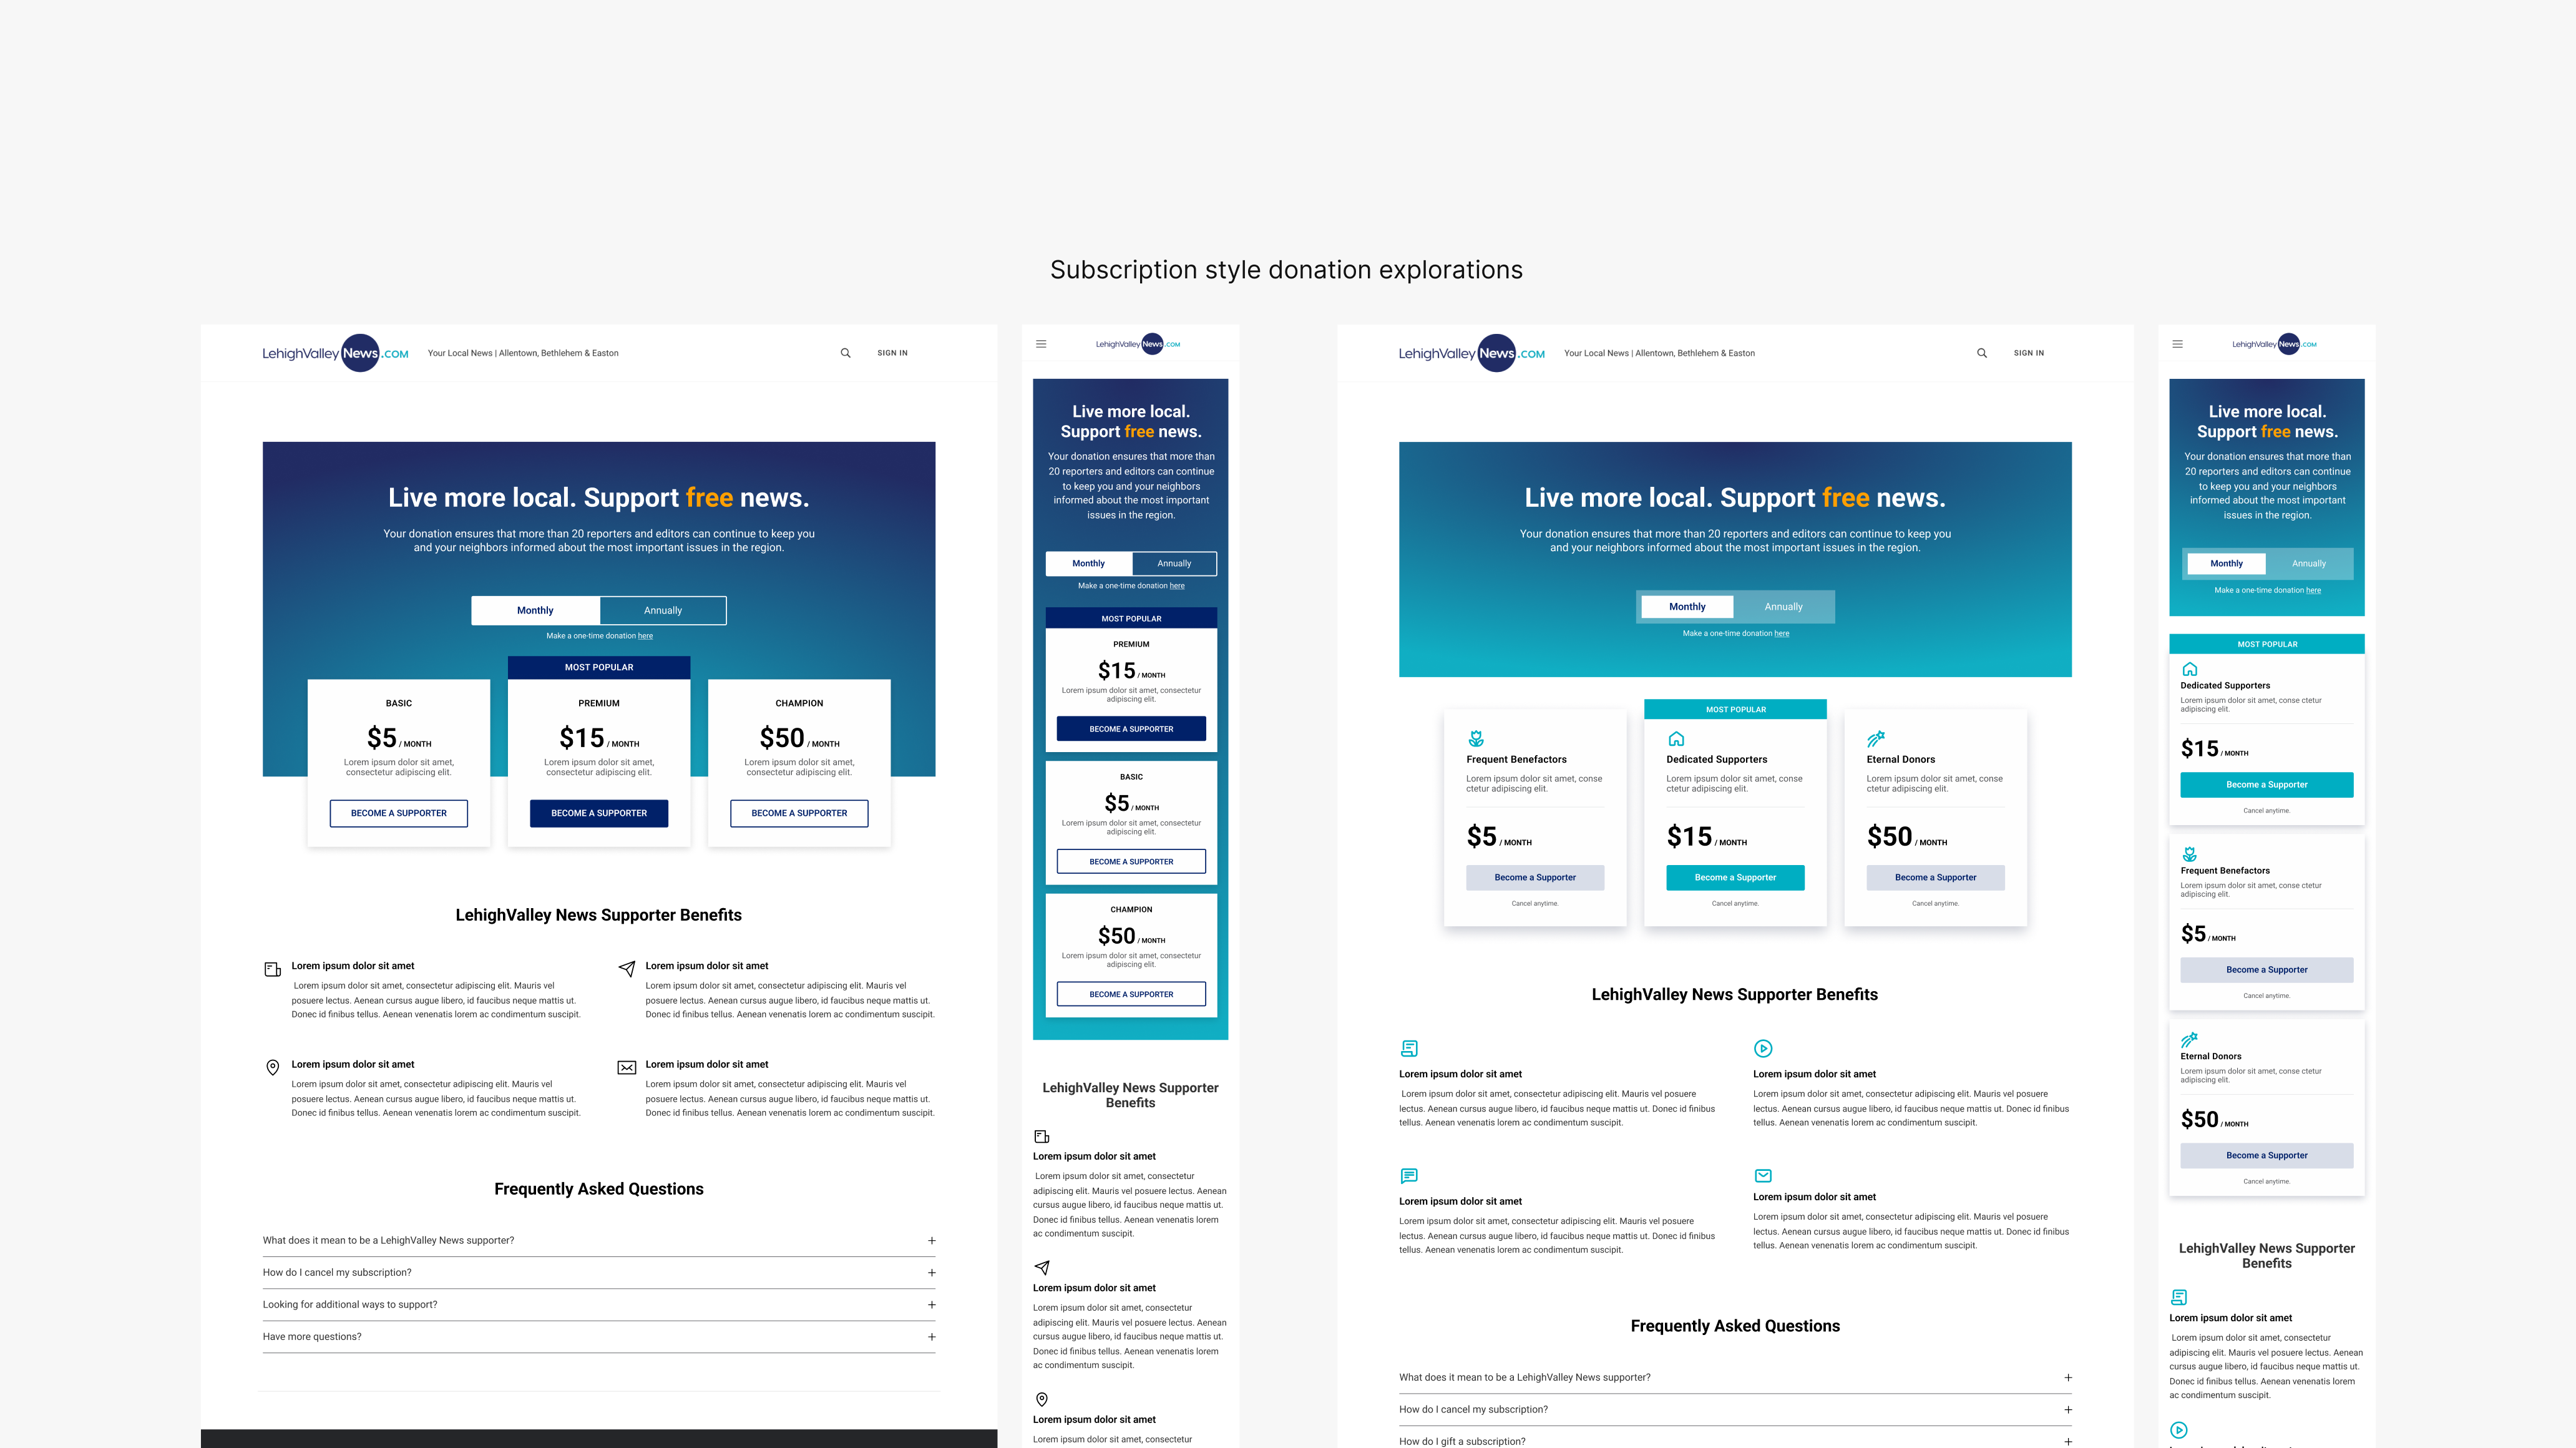 Subscription style donation explorations
LehighValley News .COM
Your Local News | Allentown, Bethlehem & Easton
SIGN IN
Live more local. Support free news.
Your donation ensures that more than 20 reporters and editors can continue to keep you
and your neighbors informed about the most important issues in the region.
Monthly
Annually
Make a one-time donation here
MOST POPULAR
BASIC
$5 / MONTH
Lorem ipsum dolor sit amet,
consectetur adipiscing elit.
BECOME A SUPPORTER
PREMIUM
$15 / MONTH
Lorem ipsum dolor sit amet,
consectetur adipiscing elit.
BECOME A SUPPORTER
CHAMPION
$50 / MONTH
Lorem ipsum dolor sit amet,
consectetur adipiscing elit.
BECOME A SUPPORTER
LehighValley News Supporter Benefits
Lorem ipsum dolor sit amet
Lorem ipsum dolor sit amet, consectetur adipiscing elit. Mauris vel
posuere lectus. Aenean cursus augue libero, id faucibus neque mattis ut.
Donec id finibus tellus. Aenean venenatis lorem ac condimentum suscipit.
Lorem ipsum dolor sit amet
Lorem ipsum dolor sit amet, consectetur adipiscing elit. Mauris vel
posuere lectus. Aenean cursus augue libero, id faucibus neque mattis ut.
Donec id finibus tellus. Aenean venenatis lorem ac condimentum suscipit.
Lorem ipsum dolor sit amet
Lorem ipsum dolor sit amet, consectetur adipiscing elit. Mauris vel
posuere lectus. Aenean cursus augue libero, id faucibus neque mattis ut.
Donec id finibus tellus. Aenean venenatis lorem ac condimentum suscipit.
Lorem ipsum dolor sit amet
Lorem ipsum dolor sit amet, consectetur adipiscing elit. Mauris vel
posuere lectus. Aenean cursus augue libero, id faucibus neque mattis ut.
Donec id finibus tellus. Aenean venenatis lorem ac condimentum suscipit.
Frequently Asked Questions
What does it mean to be a LehighValley News supporter?
How do I cancel my subscription?
Looking for additional ways to support?
Have more questions?
LehighValley News .COM
Live more local.
Support free news.
Your donation ensures that more than
20 reporters and editors can continue
to keep you and your neighbors
informed about the most important
issues in the region.
Monthly
Annually
Make a one-time donation here
MOST POPULAR
PREMIUM
$15 / MONTH
Lorem ipsum dolor sit amet, consectetur
adipiscing elit.
BECOME A SUPPORTER
BASIC
$5 / MONTH
Lorem ipsum dolor sit amet, consectetur
adipiscing elit.
BECOME A SUPPORTER
CHAMPION
$50 / MONTH
Lorem ipsum dolor sit amet, consectetur
adipiscing elit.
BECOME A SUPPORTER
LehighValley News Supporter
Benefits
Lorem ipsum dolor sit amet
Lorem ipsum dolor sit amet, consectetur
adipiscing elit. Mauris vel posuere lectus. Aenean
cursus augue libero, id faucibus neque mattis ut.
Donec id finibus tellus. Aenean venenatis lorem
ac condimentum suscipit.
Lorem ipsum dolor sit amet
Lorem ipsum dolor sit amet, consectetur
adipiscing elit. Mauris vel posuere lectus. Aenean
cursus augue libero, id faucibus neque mattis ut.
Donec id finibus tellus. Aenean venenatis lorem
ac condimentum suscipit.
Lorem ipsum dolor sit amet
Lorem ipsum dolor sit amet, consectetur
LehighValley News .COM
Your Local News | Allentown, Bethlehem & Easton
SIGN IN
Live more local. Support free news.
Your donation ensures that more than 20 reporters and editors can continue to keep you
and your neighbors informed about the most important issues in the region.
Monthly
Annually
Make a one-time donation here
Frequent Benefactors
Lorem ipsum dolor sit amet, conse
ctetur adipiscing elit.
$5 / MONTH
Become a Supporter
Cancel anytime.
MOST POPULAR
Dedicated Supporters
Lorem ipsum dolor sit amet, conse
ctetur adipiscing elit.
$15 / MONTH
Become a Supporter
Cancel anytime.
Eternal Donors
Lorem ipsum dolor sit amet, conse
ctetur adipiscing elit.
$50 / MONTH
Become a Supporter
Cancel anytime.
LehighValley News Supporter Benefits
Lorem ipsum dolor sit amet
Lorem ipsum dolor sit amet, consectetur adipiscing elit. Mauris vel posuere
lectus. Aenean cursus augue libero, id faucibus neque mattis ut. Donec id finibus
tellus. Aenean venenatis lorem ac condimentum suscipit.
Lorem ipsum dolor sit amet
Lorem ipsum dolor sit amet, consectetur adipiscing elit. Mauris vel posuere
lectus. Aenean cursus augue libero, id faucibus neque mattis ut. Donec id finibus
tellus. Aenean venenatis lorem ac condimentum suscipit.
Lorem ipsum dolor sit amet
Lorem ipsum dolor sit amet, consectetur adipiscing elit. Mauris vel posuere
lectus. Aenean cursus augue libero, id faucibus neque mattis ut. Donec id finibus
tellus. Aenean venenatis lorem ac condimentum suscipit.
Lorem ipsum dolor sit amet
Lorem ipsum dolor sit amet, consectetur adipiscing elit. Mauris vel posuere
lectus. Aenean cursus augue libero, id faucibus neque mattis ut. Donec id finibus
tellus. Aenean venenatis lorem ac condimentum suscipit.
Frequently Asked Questions
What does it mean to be a LehighValley News supporter?
How do I cancel my subscription?
How do I gift a subscription?
LehighValley News .COM
Live more local.
Support free news.
Your donation ensures that more than
20 reporters and editors can continue
to keep you and your neighbors
informed about the most important
issues in the region.
Monthly
Annually
Make a one-time donation here
MOST POPULAR
Dedicated Supporters
Lorem ipsum dolor sit amet, conse ctetur
adipiscing elit.
$15 / MONTH
Become a Supporter
Cancel anytime.
Frequent Benefactors
Lorem ipsum dolor sit amet, conse ctetur
adipiscing elit.
$5 / MONTH
Become a Supporter
Cancel anytime.
Eternal Donors
Lorem ipsum dolor sit amet, conse ctetur
adipiscing elit.
$50 / MONTH
Become a Supporter
Cancel anytime.
LehighValley News Supporter
Benefits
Lorem ipsum dolor sit amet
Lorem ipsum dolor sit amet, consectetur
adipiscing elit. Mauris vel posuere lectus. Aenean
cursus augue libero, id faucibus neque mattis ut.
Donec id finibus tellus. Aenean venenatis lorem
ac condimentum suscipit.